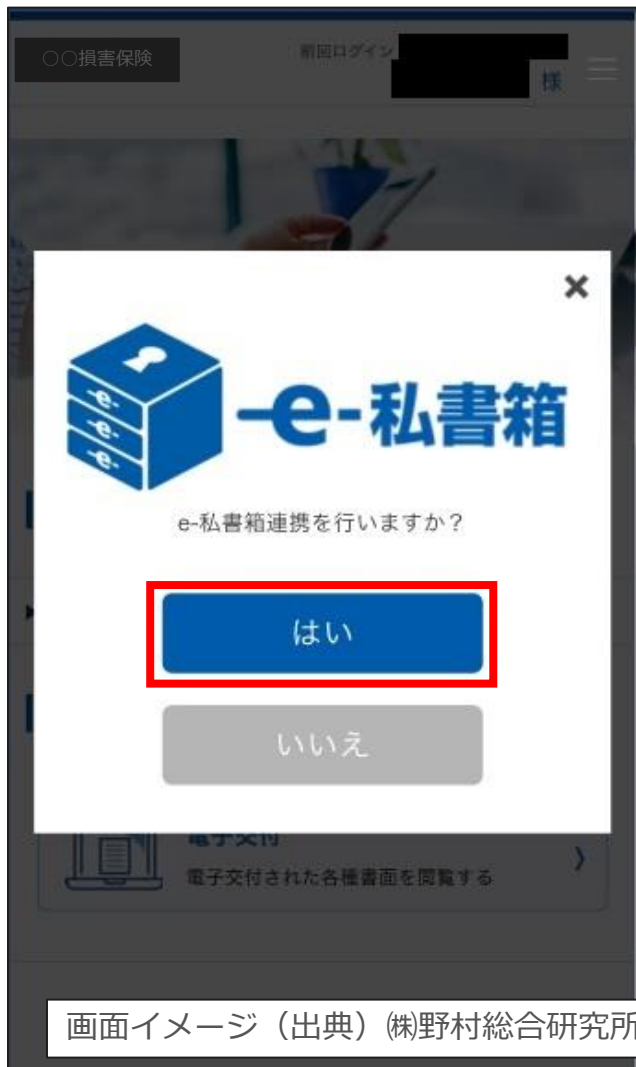 〇〇損害保険
前回ログイン
様
-e-私書箱
-e-
-e-
-e-
e-私書箱連携を行いますか？
はい
いいえ
電子交付
電子交付された各種書面を閲覧する
画面イメージ（出典）㈱野村総合研究所